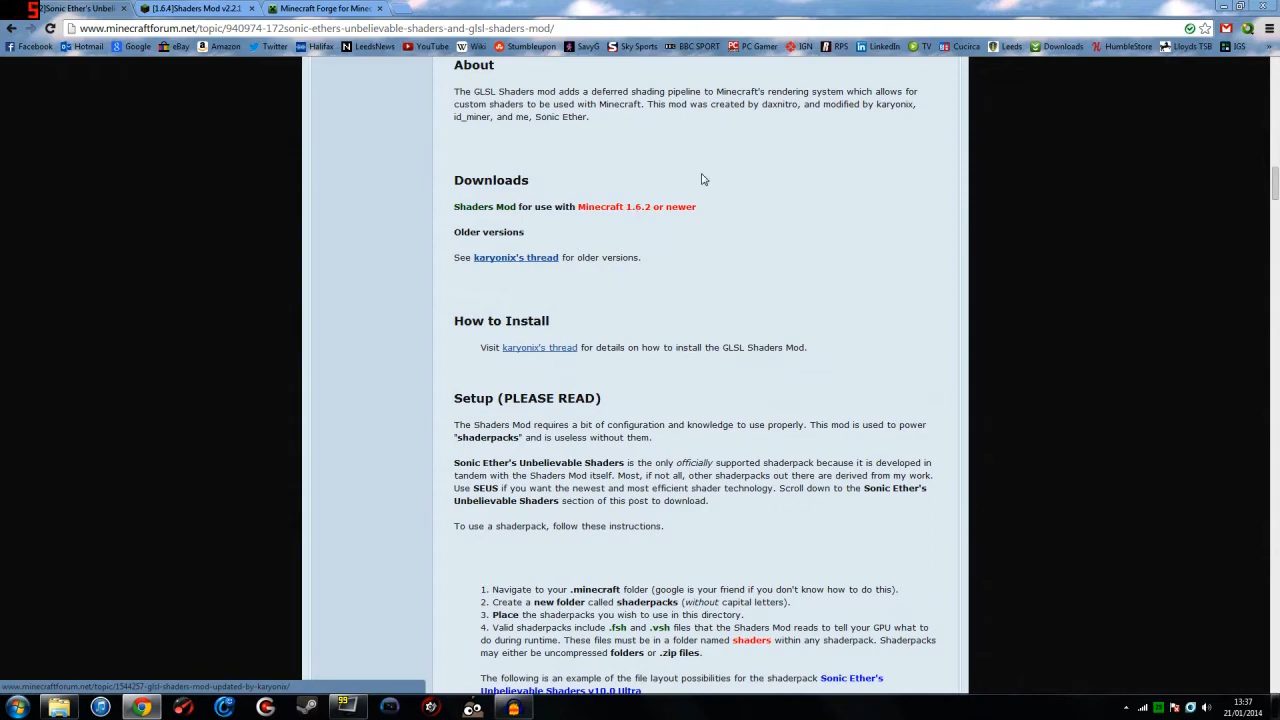 2]Sonic Ether's Unbeli
[1.6.4]Shaders Mod v2.2.1
Minecraft Forge for Minec
www.minecraftforum.net/topic/940974-172sonic-ethers-unbelievable-shaders-and-glsl-shaders-mod/
Facebook Hotmail Google eBay Amazon Twitter Halifax LeedsNews YouTube Wiki Stumbleupon SavyG Sky Sports BBC SPORT PC Gamer IGN RPS LinkedIn TV Cucirca Leeds Downloads HumbleStore Lloyds TSB IGS »
About
The GLSL Shaders mod adds a deferred shading pipeline to Minecraft's rendering system which allows for
custom shaders to be used with Minecraft. This mod was created by daxnitro, and modified by karyonix,
id_miner, and me, Sonic Ether.
Downloads
Shaders Mod for use with Minecraft 1.6.2 or newer
Older versions
See karyonix's thread for older versions.
How to Install
Visit karyonix's thread for details on how to install the GLSL Shaders Mod.
Setup (PLEASE READ)
The Shaders Mod requires a bit of configuration and knowledge to use properly. This mod is used to power
"shaderpacks" and is useless without them.
Sonic Ether's Unbelievable Shaders is the only officially supported shaderpack because it is developed in
tandem with the Shaders Mod itself. Most, if not all, other shaderpacks out there are derived from my work.
Use SEUS if you want the newest and most efficient shader technology. Scroll down to the Sonic Ether's
Unbelievable Shaders section of this post to download.
To use a shaderpack, follow these instructions.
1. Navigate to your .minecraft folder (google is your friend if you don't know how to do this).
2. Create a new folder called shaderpacks (without capital letters).
3. Place the shaderpacks you wish to use in this directory.
4. Valid shaderpacks include .fsh and .vsh files that the Shaders Mod reads to tell your GPU what to
do during runtime. These files must be in a folder named shaders within any shaderpack. Shaderpacks
may either be uncompressed folders or .zip files.
The following is an example of the file layout possibilities for the shaderpack Sonic Ether's
Unbelievable Shaders v10.0 Ultra
www.minecraftforum.net/topic/1544257-glsl-shaders-mod-updated-by-karyonix/
99
13:37
21/01/2014